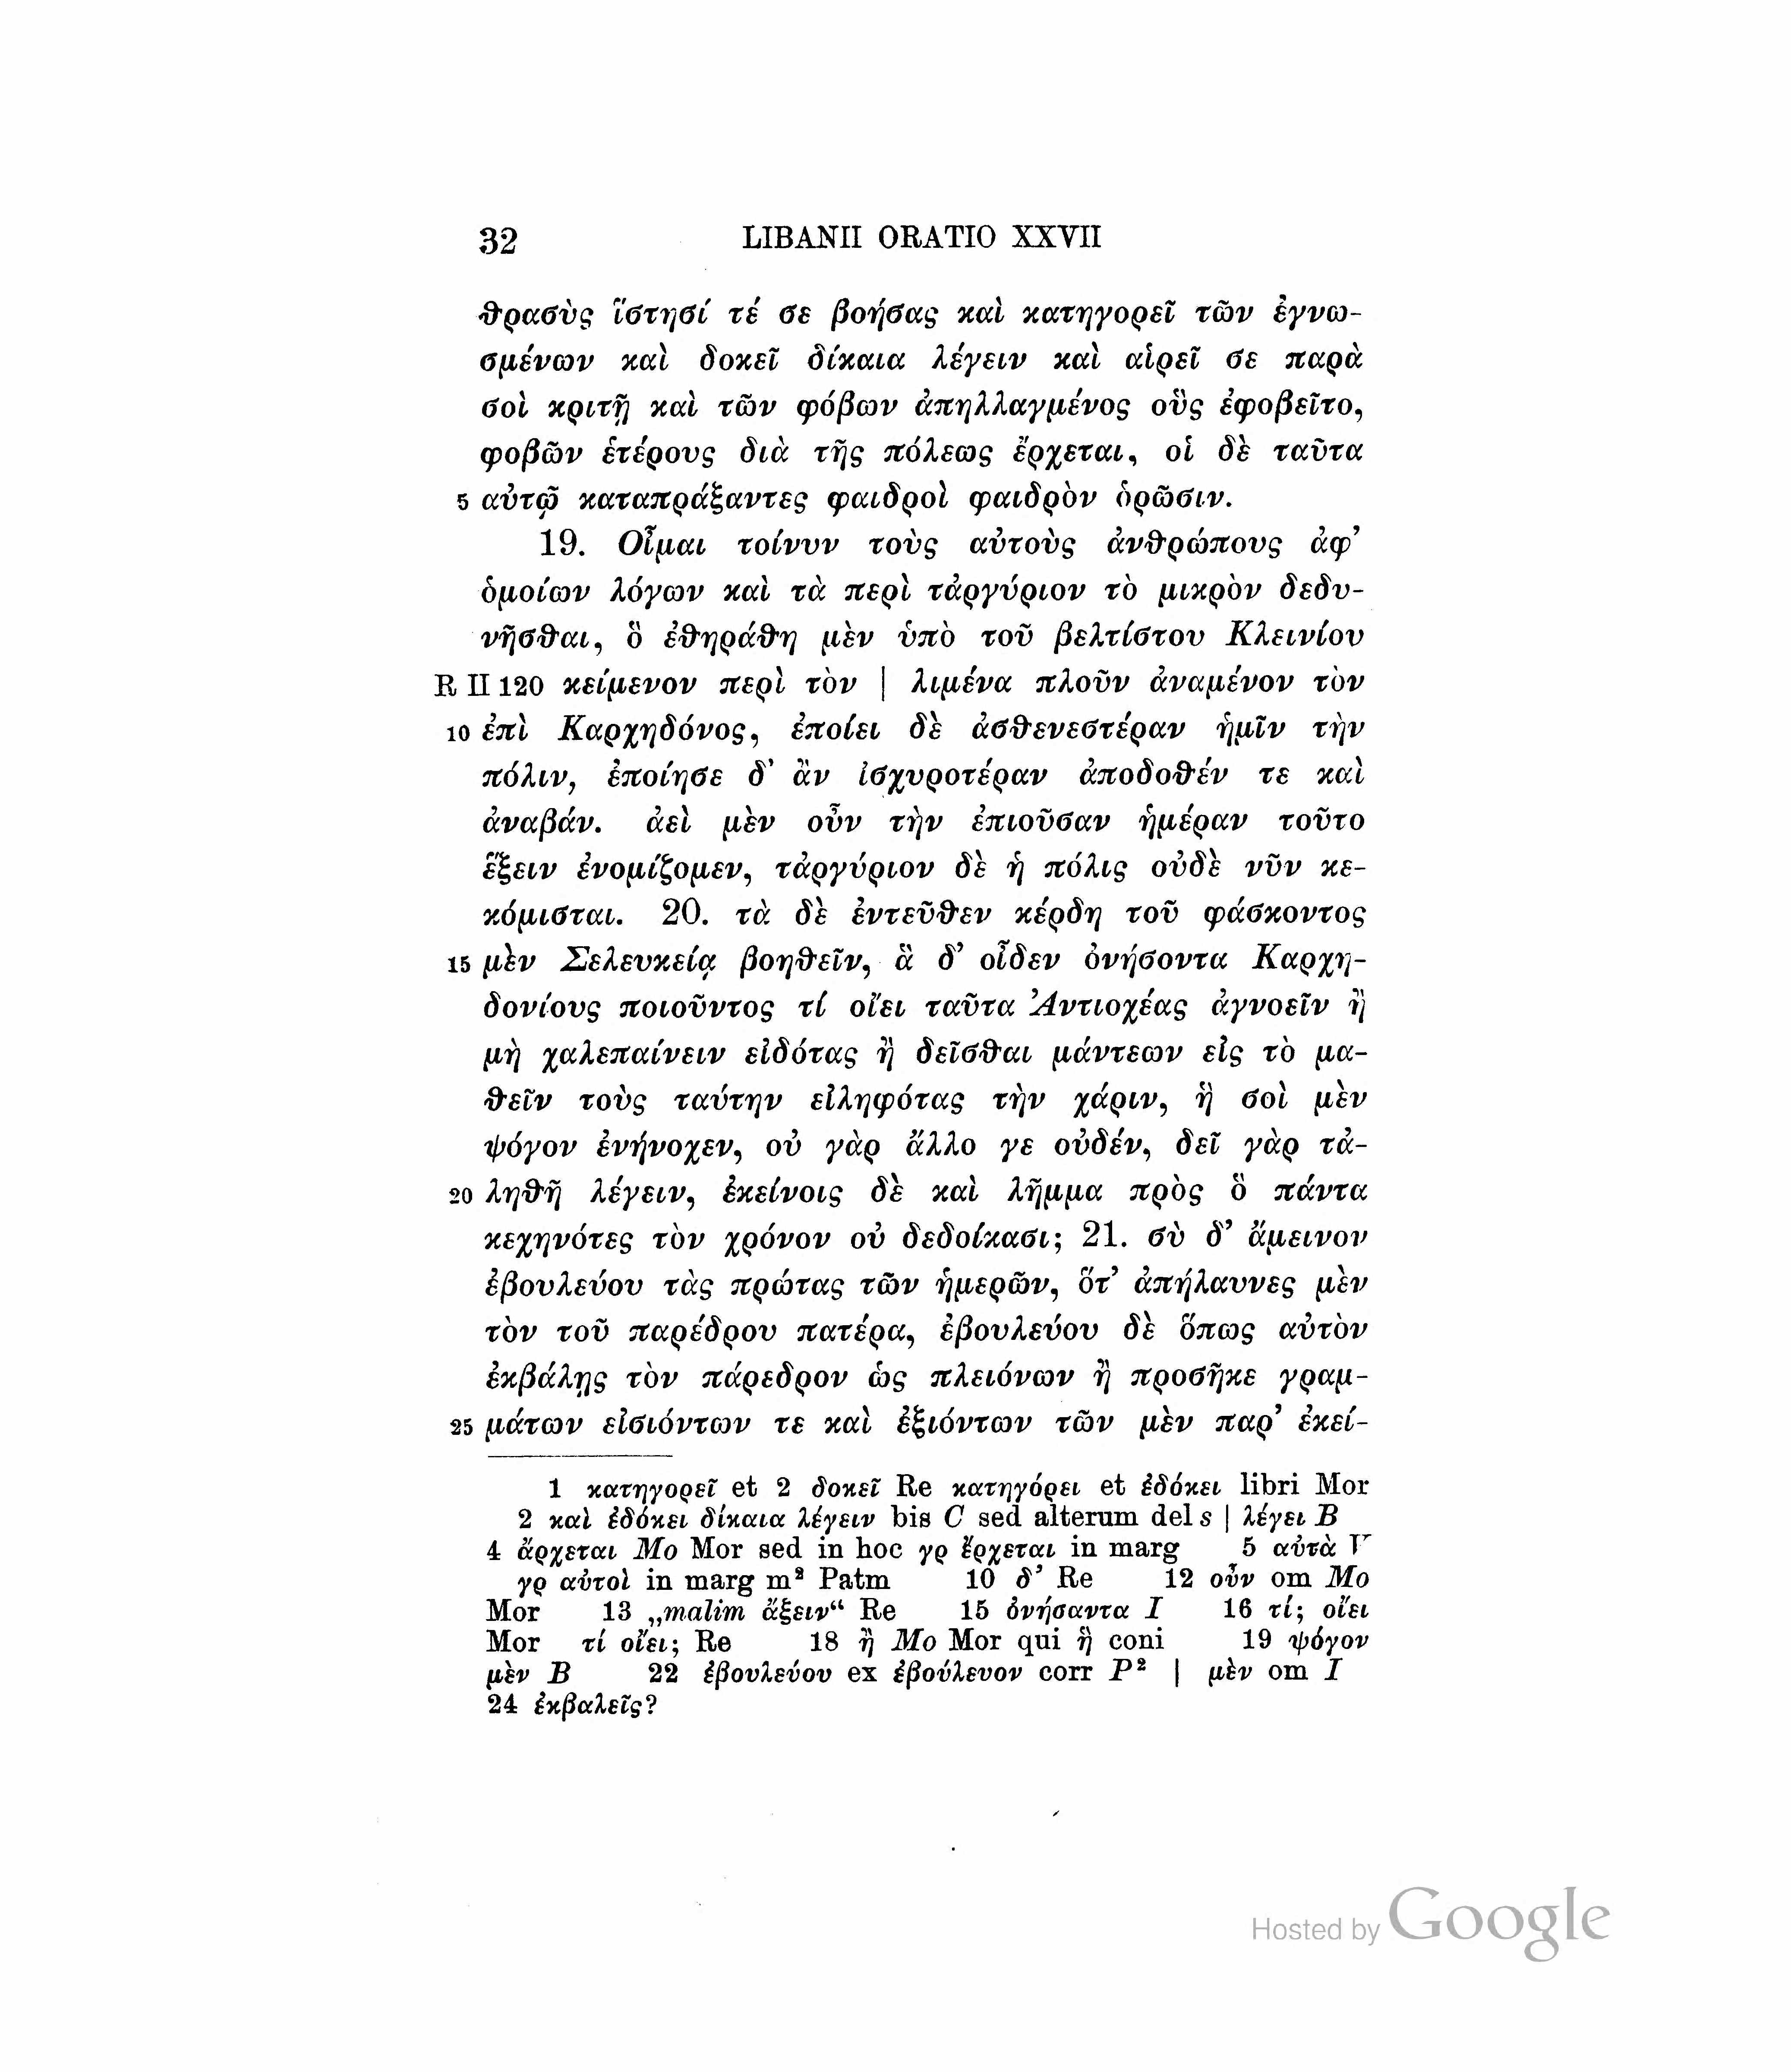 32 LIBANII ORATIO XXVII
θρασὺς ἵστησί τέ σε βοήσας καὶ κατηγορεῖ τῶν ἐγνω-
σμένων καὶ δοκεῖ δίκαια λέγειν καὶ αἱρεῖ σε παρὰ
σοὶ κριτῇ καὶ τῶν φόβων ἀπηλλαγμένος οὓς ἐφοβεῖτο,
φοβῶν ἑτέρους διὰ τῆς πόλεως ἔρχεται, οἱ δὲ ταῦτα
5 αὐτῷ καταπράξαντες φαιδροὶ φαιδρὸν ὁρῶσιν.
19. Οἶμαι τοίνυν τοὺς αὐτοὺς ἀνθρώπους ἀφ’
ὁμοίων λόγων καὶ τὰ περὶ τἀργύριον τὸ μικρὸν δεδυ-
νῆσθαι, ὃ ἐθηράθη μὲν ὑπὸ τοῦ βελτίστου Κλεινίου
R II 120 κείμενον περὶ τὸν | λιμένα πλοῦν ἀναμένον τὸν
10 ἐπὶ Καρχηδόνος, ἐποίει δὲ ἀσθενεστέραν ἡμῖν τὴν
πόλιν, ἐποίησε δ’ ἂν ἰσχυροτέραν ἀποδοθέν τε καὶ
ἀναβάν. ἀεὶ μὲν οὖν τὴν ἐπιοῦσαν ἡμέραν τοῦτο
ἕξειν ἐνομίζομεν, τἀργύριον δὲ ἡ πόλις οὐδὲ νῦν κε-
κόμισται. 20. τὰ δὲ ἐντεῦθεν κέρδη τοῦ φάσκοντος
15 μὲν Σελευκείᾳ βοηθεῖν, ἃ δ’ οἶδεν ὀνήσοντα Καρχη-
δονίους ποιοῦντος τί οἴει ταῦτα Ἀντιοχέας ἀγνοεῖν ἢ
μὴ χαλεπαίνειν εἰδότας ἢ δεῖσθαι μάντεων εἰς τὸ μα-
θεῖν τοὺς ταύτην εἰληφότας τὴν χάριν, ἣ σοὶ μὲν
ψόγον ἐνήνοχεν, οὐ γὰρ ἄλλο γε οὐδέν, δεῖ γὰρ τἀ-
20 ληθῆ λέγειν, ἐκείνοις δὲ καὶ λῆμμα πρὸς ὃ πάντα
κεχηνότες τὸν χρόνον οὐ δεδοίκασι; 21. σὺ δ’ ἄμεινον
ἐβουλεύου τὰς πρώτας τῶν ἡμερῶν, ὅτ’ ἀπήλαυνες μὲν
τὸν τοῦ παρέδρου πατέρα, ἐβουλεύου δὲ ὅπως αὐτὸν
ἐκβάλῃς τὸν πάρεδρον ὡς πλειόνων ἢ προσῆκε γραμ-
25 μάτων εἰσιόντων τε καὶ ἐξιόντων τῶν μὲν παρ’ ἐκεί-
1 κατηγορεῖ et 2 δοκεῖ Re κατηγόρει et ἐδόκει libri Mor
2 καὶ ἐδόκει δίκαια λέγειν bis C sed alterum del s | λέγει B
4 ἄρχεται Mo Mor sed in hoc γρ ἔρχεται in marg 5 αὐτὰ V
γρ αὐτοὶ in marg m² Patm 10 δ’ Re 12 οὖν om Mo
Mor 13 „malim ἄξειν“ Re 15 ὀνήσαντα I 16 τί; οἴει
Mor τί οἴει; Re 18 ἢ Mo Mor qui ᾗ coni 19 ψόγον
μὲν B 22 ἐβουλεύου ex ἐβούλευον corr P² | μὲν om I
24 ἐκβαλεῖς?
Hosted by Google